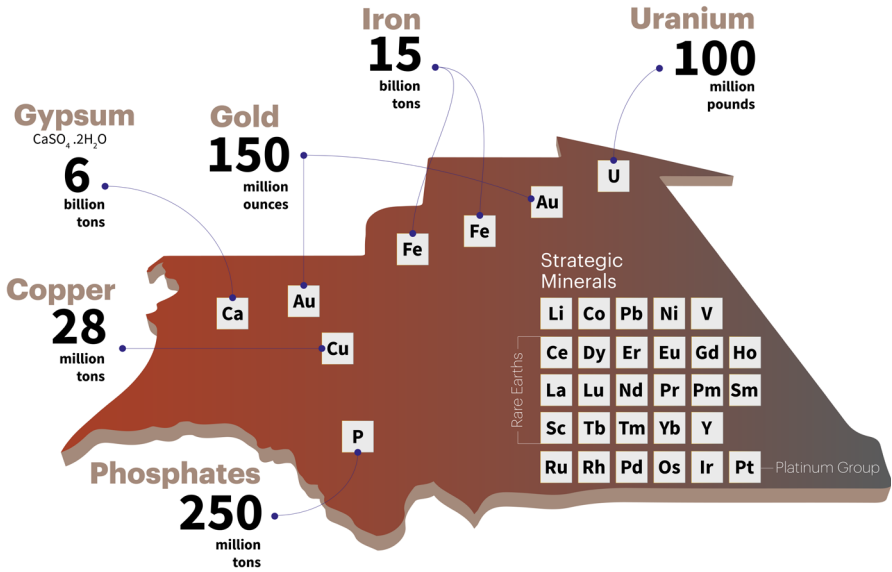 Iron
15
billion
tons
Uranium
100
million
pounds
Gypsum
CaSO4 .2H2O
6
billion
tons
Gold
150
million
ounces
Copper
28
million
tons
Phosphates
250
million
tons
U
Au
Fe
Fe
Ca
Au
Cu
P
Strategic
Minerals
Li Co Pb Ni V
Rare Earths
Ce Dy Er Eu Gd Ho
La Lu Nd Pr Pm Sm
Sc Tb Tm Yb Y
Ru Rh Pd Os Ir Pt
Platinum Group